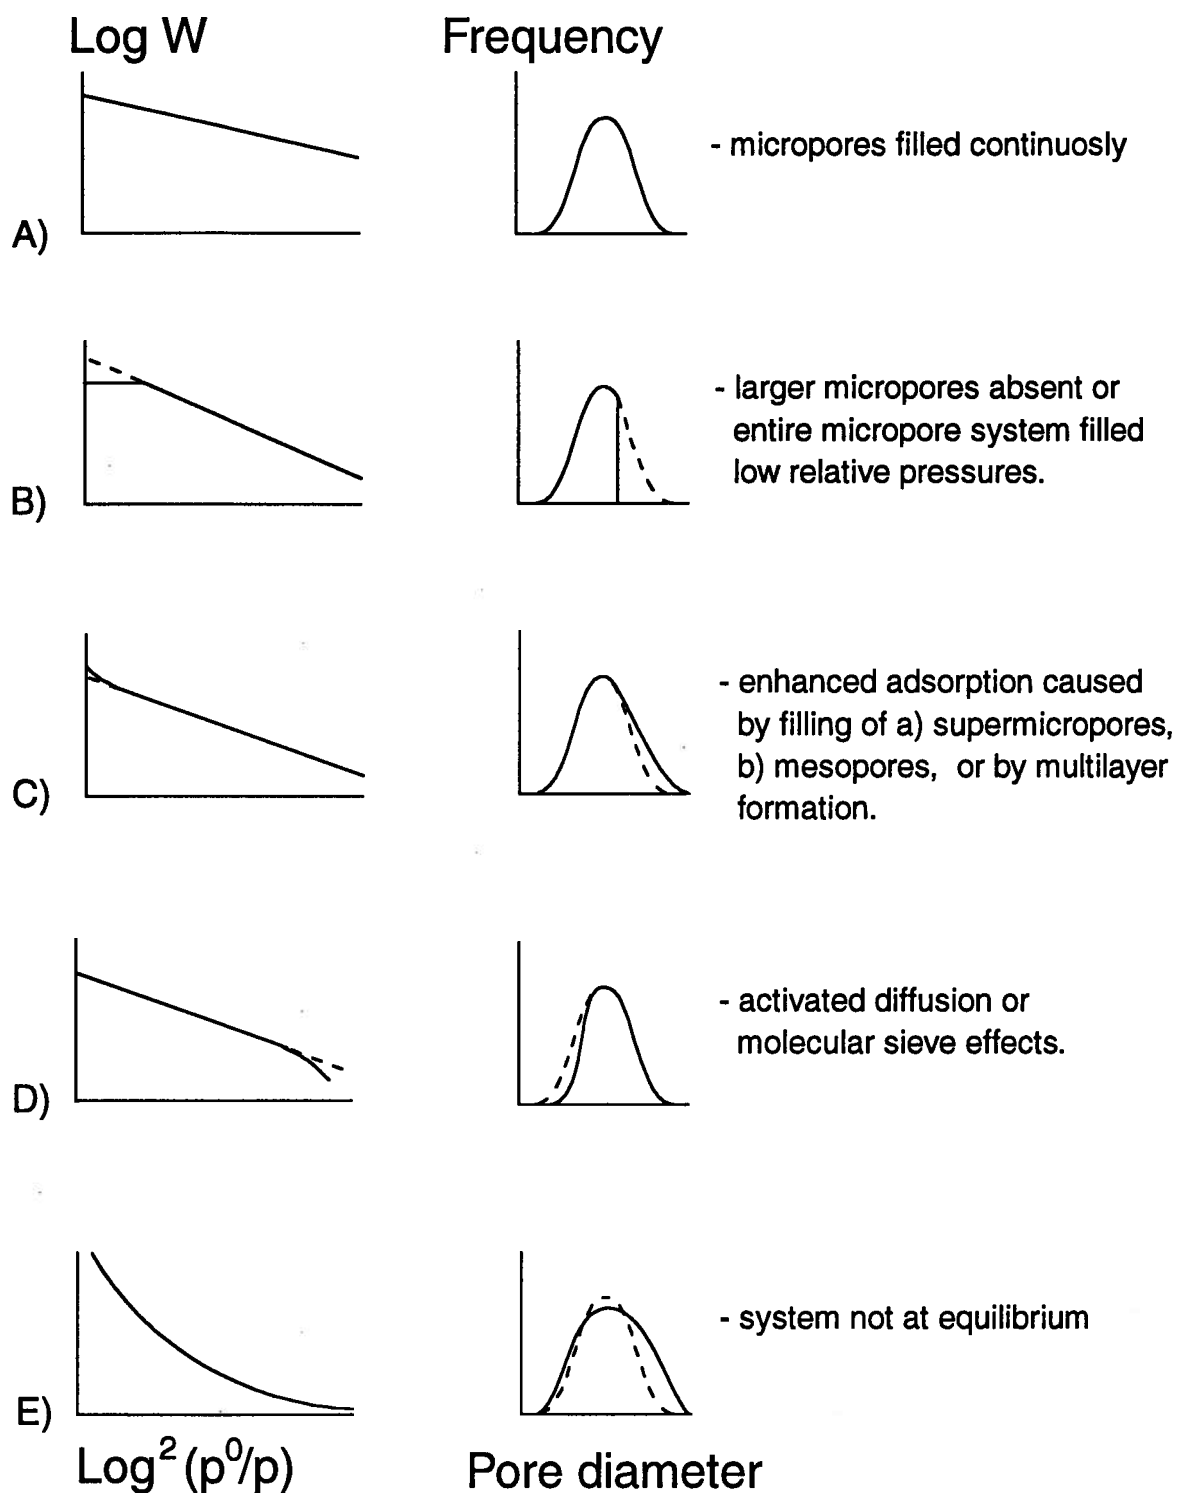 Log W
Frequency
- micropores filled continuosly
A)
- larger micropores absent or
entire micropore system filled
low relative pressures.
B)
- enhanced adsorption caused
by filling of a) supermicropores,
b) mesopores, or by multilayer
formation.
C)
- activated diffusion or
molecular sieve effects.
D)
- system not at equilibrium
E)
Log² (p⁰/p)
Pore diameter